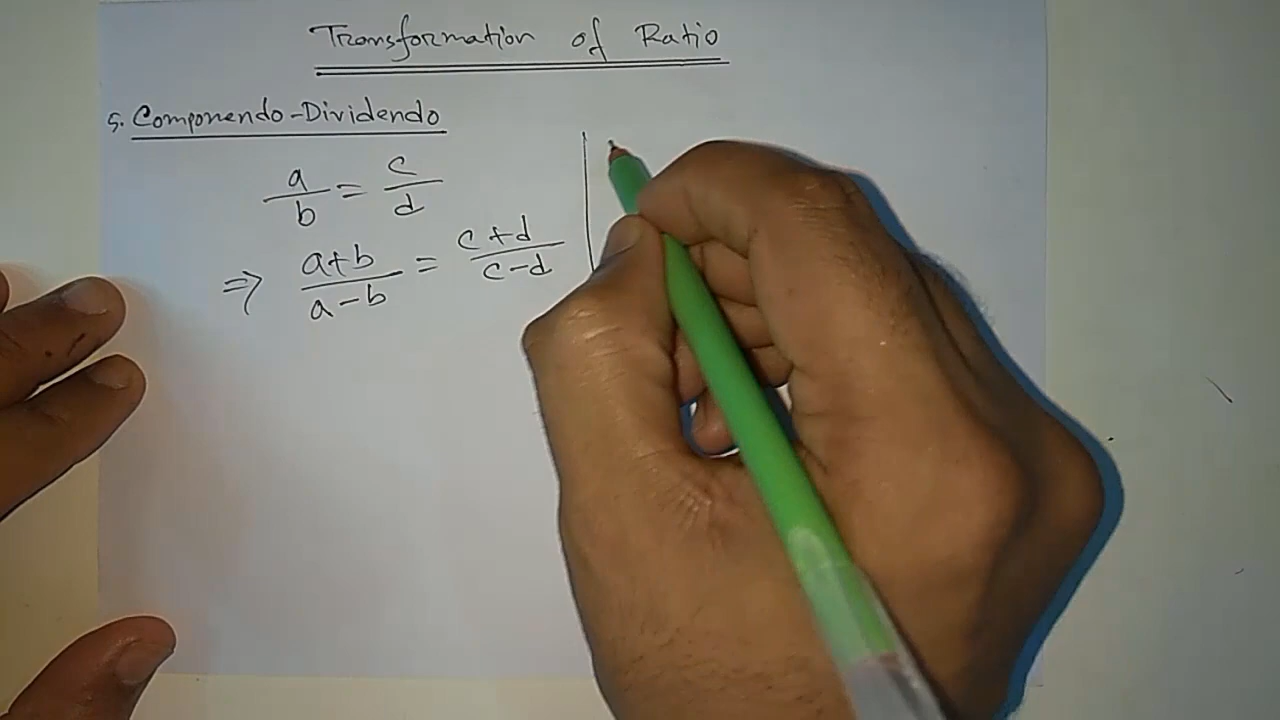 Transformation of Ratio
5. Componendo-Dividendo
a/b = c/d
⇒ a+b/a-b = c+d/c-d